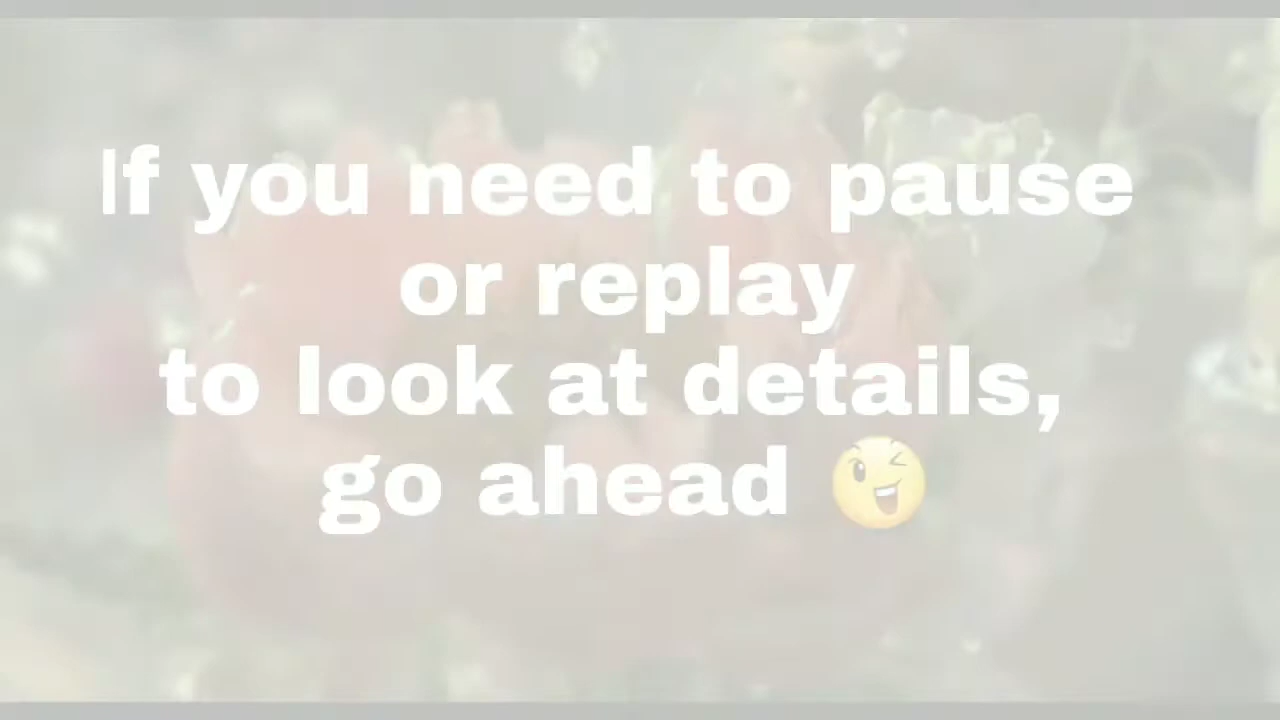 If you need to pause
or replay
to look at details,
go ahead 😉